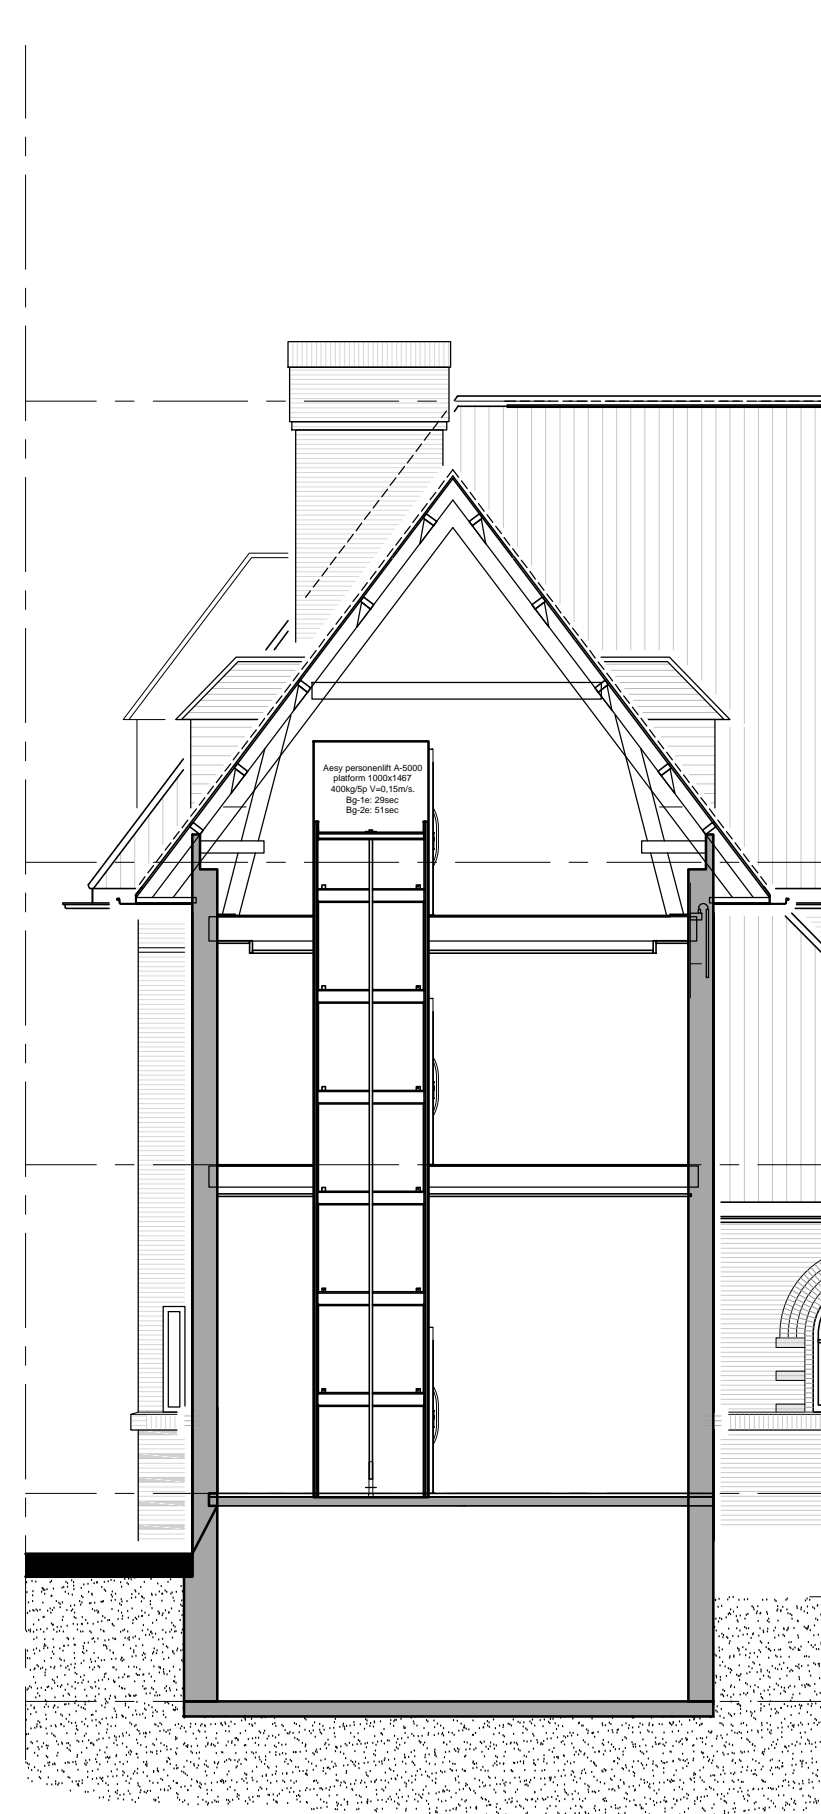 Aesy personenlift A-5000
platform 1000x1467
400kg/5p V=0,15m/s.
Bg-1e: 29sec
Bg-2e: 51sec